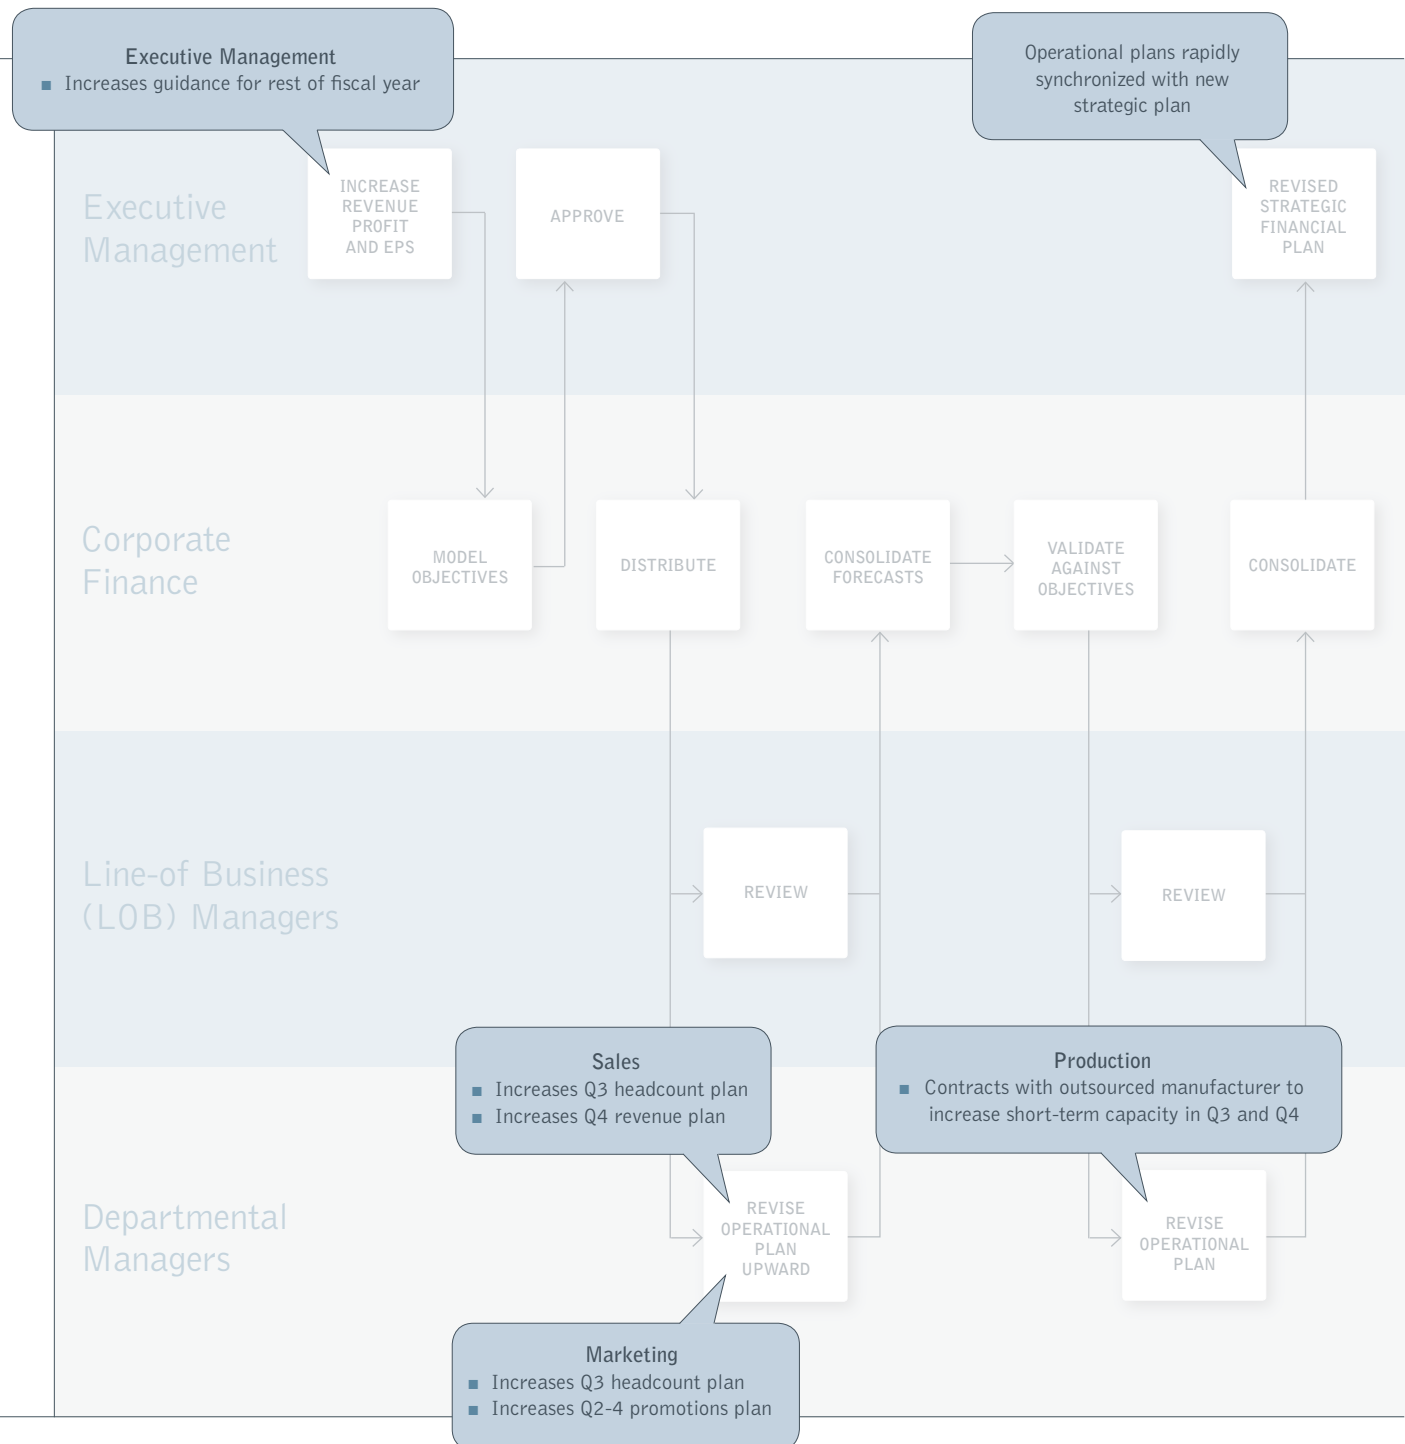 Executive Management
■ Increases guidance for rest of fiscal year
Operational plans rapidly
synchronized with new
strategic plan
Executive
Management
INCREASE
REVENUE
PROFIT
AND EPS
APPROVE
REVISED
STRATEGIC
FINANCIAL
PLAN
Corporate
Finance
MODEL
OBJECTIVES
DISTRIBUTE
CONSOLIDATE
FORECASTS
VALIDATE
AGAINST
OBJECTIVES
CONSOLIDATE
Line-of Business
(LOB) Managers
REVIEW
REVIEW
Sales
■ Increases Q3 headcount plan
■ Increases Q4 revenue plan
Production
■ Contracts with outsourced manufacturer to
increase short-term capacity in Q3 and Q4
Departmental
Managers
REVISE
OPERATIONAL
PLAN
UPWARD
REVISE
OPERATIONAL
PLAN
Marketing
■ Increases Q3 headcount plan
■ Increases Q2-4 promotions plan